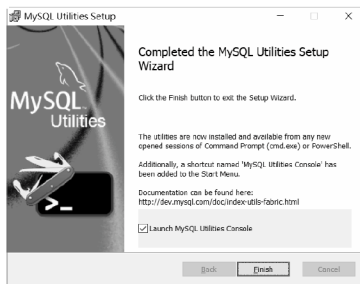 MySQL Utilities Setup
Completed the MySQL Utilities Setup
Wizard
Click the Finish button to exit the Setup Wizard.
MySQL
Utilities
The utilities are now installed and available from any new
opened sessions of Command Prompt (cmd.exe) or PowerShell.
Additionally, a shortcut named 'MySQL Utilities Console' has
been added to the Start Menu.
Documentation can be found here:
http://dev.mysql.com/doc/index-utils-fabric.html
Launch MySQL Utilities Console
Back Finish Cancel